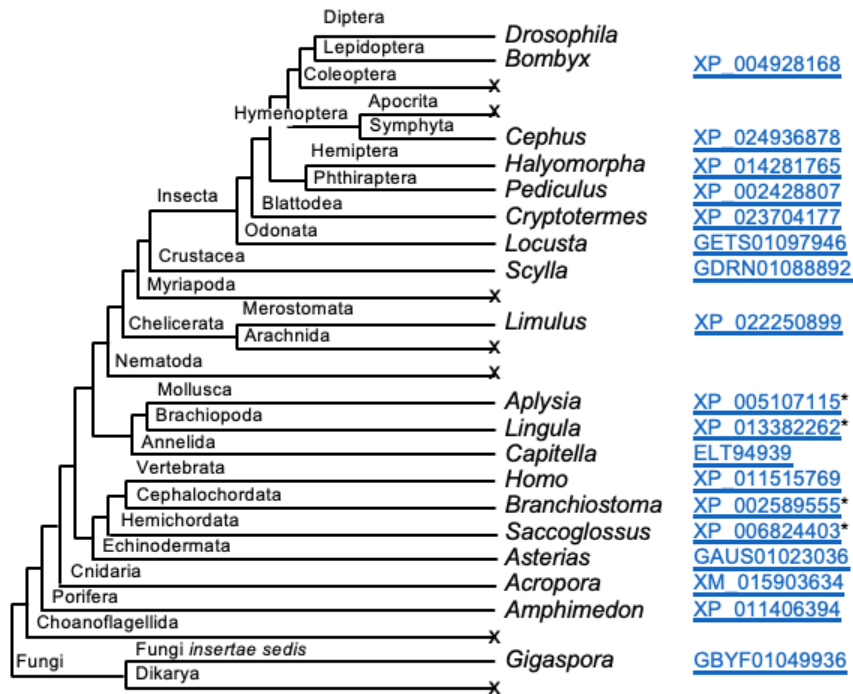 Diptera
Drosophila
Lepidoptera
Bombyx XP_004928168
Coleoptera
X
Apocrita
X
Hymenoptera
Symphyta
Cephus XP_024936878
Hemiptera
Halyomorpha XP_014281765
Phthiraptera
Pediculus XP_002428807
Insecta
Blattodea
Cryptotermes XP_023704177
Odonata
Locusta GETS01097946
Crustacea
Scylla GDRN01088892
Myriapoda
X
Merostomata
Chelicerata
Limulus XP_022250899
Arachnida
X
Nematoda
X
Mollusca
Aplysia XP_005107115*
Brachiopoda
Lingula XP_013382262*
Annelida
Capitella ELT94939
Vertebrata
Homo XP_011515769
Cephalochordata
Branchiostoma XP_002589555*
Hemichordata
Saccoglossus XP_006824403*
Echinodermata
Asterias GAUS01023036
Cnidaria
Acropora XM_015903634
Porifera
Amphimedon XP_011406394
Choanoflagellida
X
Fungi insertae sedis
Fungi
Gigaspora GBYF01049936
Dikarya
X